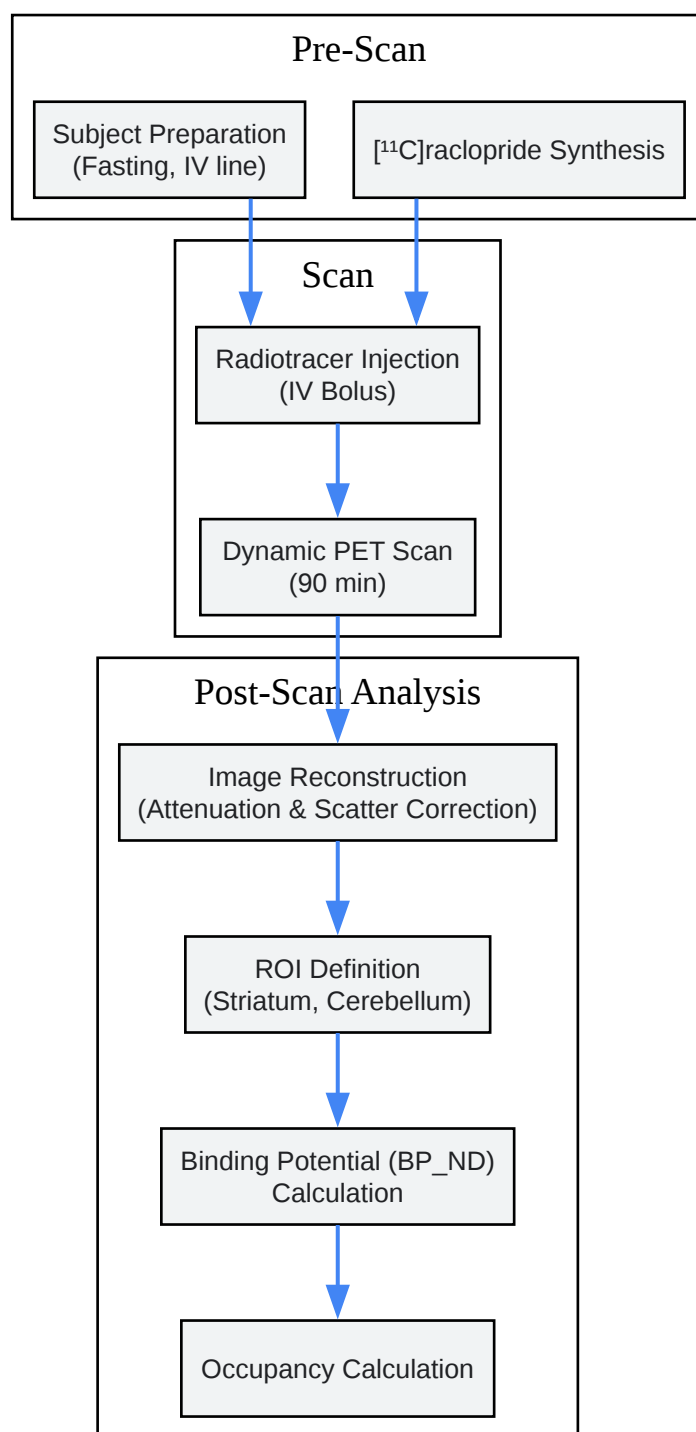 Pre-Scan
Subject Preparation
(Fasting, IV line)
[¹¹C]raclopride Synthesis
Scan
Radiotracer Injection
(IV Bolus)
Dynamic PET Scan
(90 min)
Post-Scan Analysis
Image Reconstruction
(Attenuation & Scatter Correction)
ROI Definition
(Striatum, Cerebellum)
Binding Potential (BP_ND)
Calculation
Occupancy Calculation